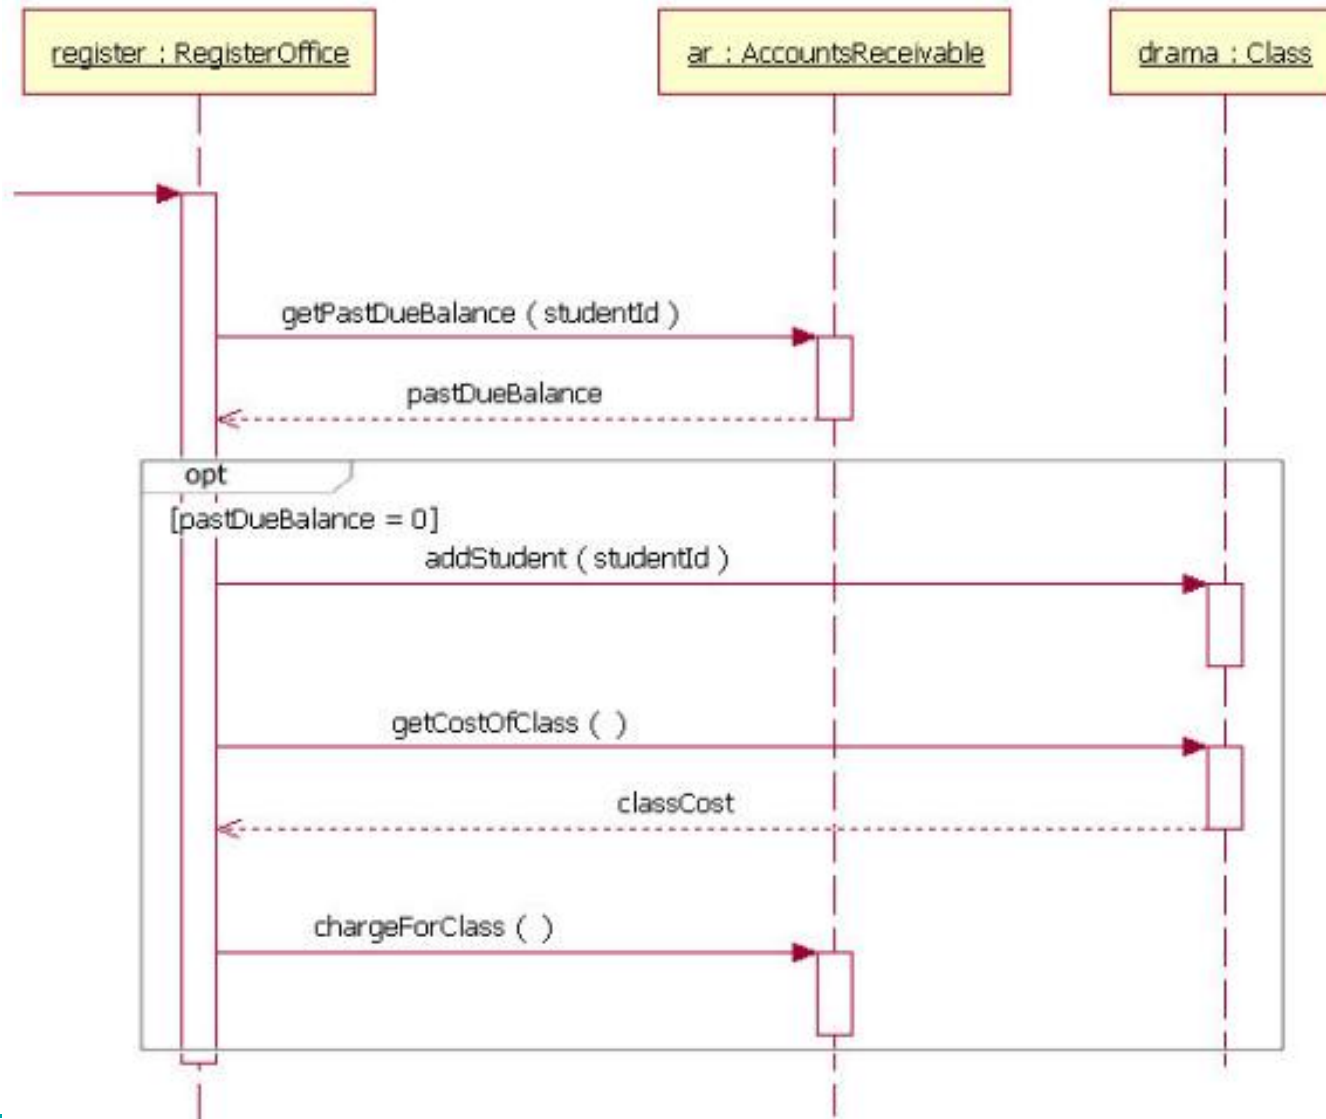 register : RegisterOffice
ar : AccountsReceivable
drama : Class
getPastDueBalance ( studentId )
pastDueBalance
opt
[pastDueBalance = 0]
addStudent ( studentId )
getCostOfClass ( )
classCost
chargeForClass ( )